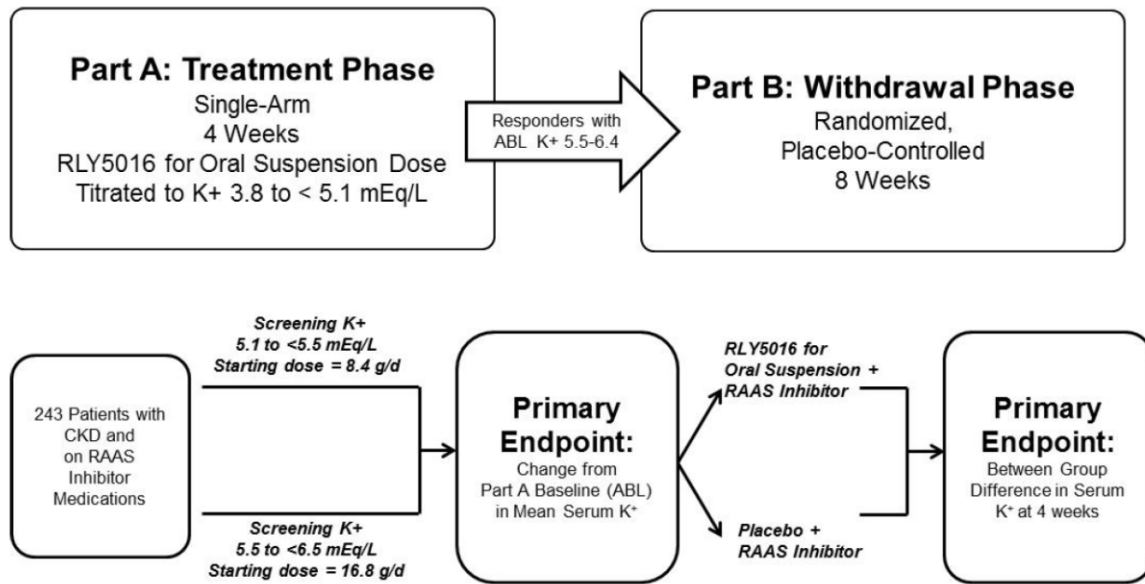 Part A: Treatment Phase
Single-Arm
4 Weeks
RLY5016 for Oral Suspension Dose
Titrated to K+ 3.8 to < 5.1 mEq/L
Responders with
ABL K+ 5.5-6.4
Part B: Withdrawal Phase
Randomized,
Placebo-Controlled
8 Weeks
243 Patients with
CKD and
on RAAS
Inhibitor
Medications
Screening K+
5.1 to <5.5 mEq/L
Starting dose = 8.4 g/d
Screening K+
5.5 to <6.5 mEq/L
Starting dose = 16.8 g/d
Primary
Endpoint:
Change from
Part A Baseline (ABL)
in Mean Serum K⁺
RLY5016 for
Oral Suspension +
RAAS Inhibitor
Placebo +
RAAS Inhibitor
Primary
Endpoint:
Between Group
Difference in Serum
K⁺ at 4 weeks